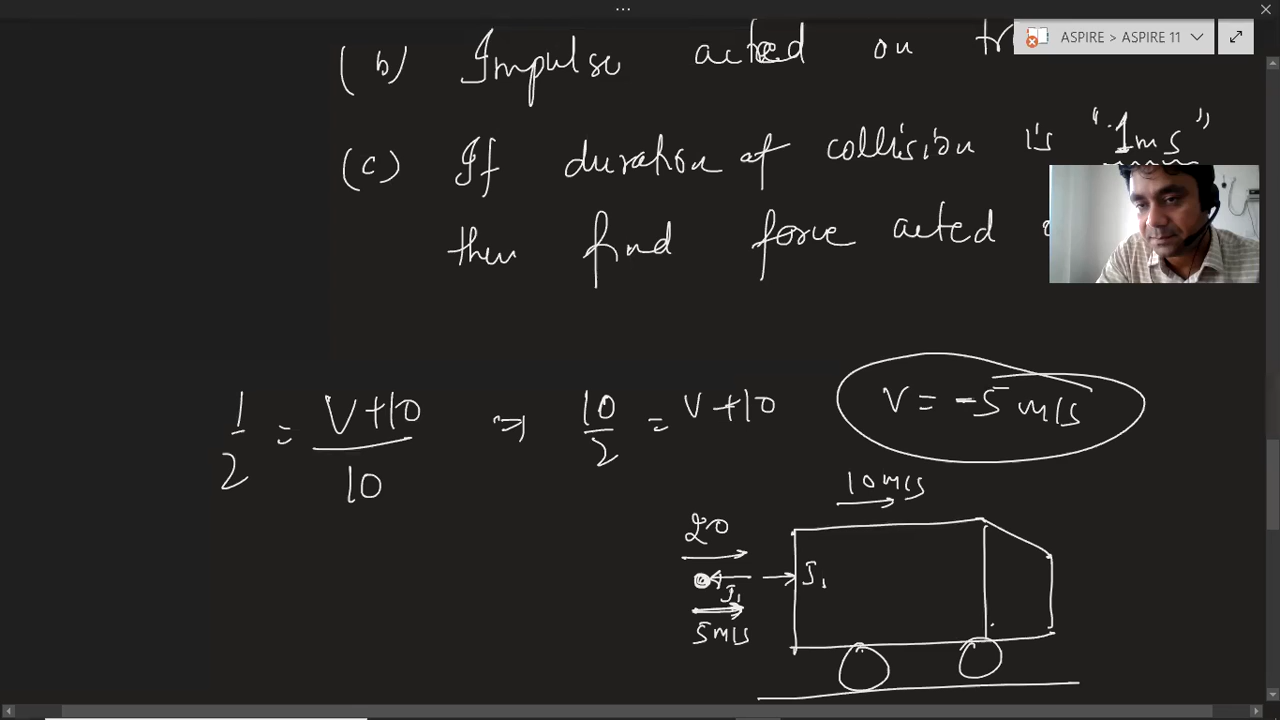 (b) Impulse acted on tr
ASPIRE > ASPIRE 11
(c) If duration of collision is "1ms"
then find force acted
1/2 = V+10/10 => 10/2 = V+10
V = -5 m/s
10 m/s
20
J1 J1
5 m/s